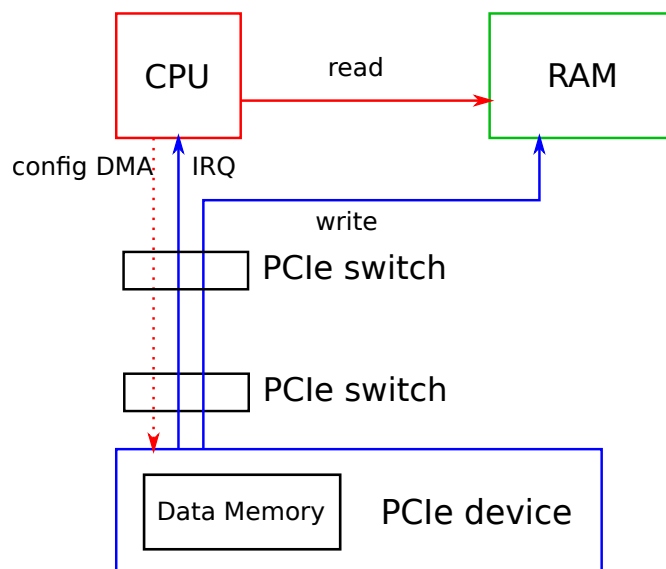 CPU
read
RAM
config DMA
IRQ
write
PCIe switch
PCIe switch
Data Memory
PCIe device